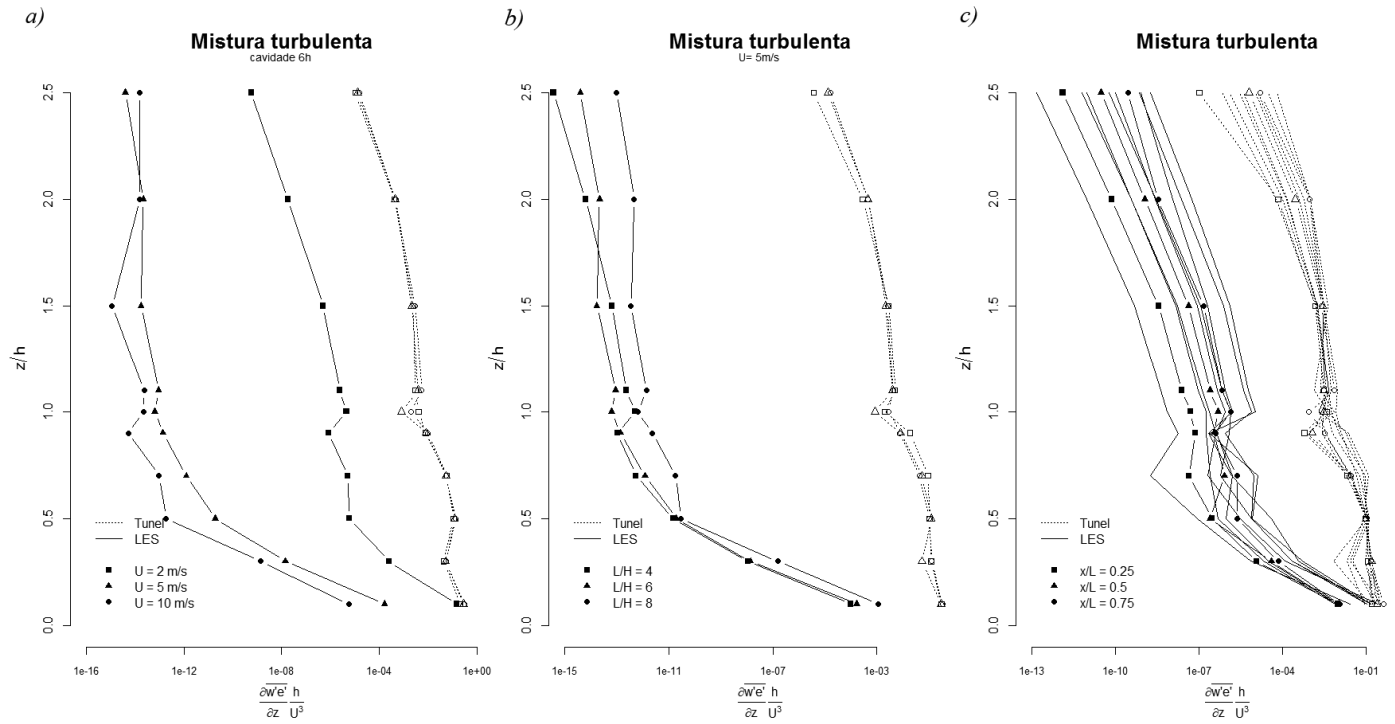 a)
Mistura turbulenta
cavidade 6h
z/h
2.5
2.0
1.5
1.0
0.5
0.0
Tunel
LES
U = 2 m/s
U = 5 m/s
U = 10 m/s
1e-16 1e-12 1e-08 1e-04 1e+00
∂w'e' h
∂z U³
b)
Mistura turbulenta
U= 5m/s
z/h
2.5
2.0
1.5
1.0
0.5
0.0
Tunel
LES
L/H = 4
L/H = 6
L/H = 8
1e-15 1e-11 1e-07 1e-03
∂w'e' h
∂z U³
c)
Mistura turbulenta
z/h
2.5
2.0
1.5
1.0
0.5
0.0
Tunel
LES
x/L = 0.25
x/L = 0.5
x/L = 0.75
1e-13 1e-10 1e-07 1e-04 1e-01
∂w'e' h
∂z U³